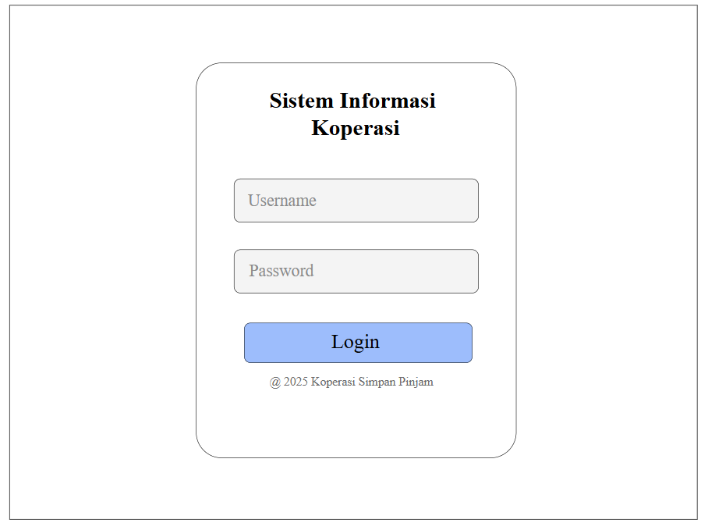 Sistem Informasi
Koperasi
Username
Password
Login
@ 2025 Koperasi Simpan Pinjam